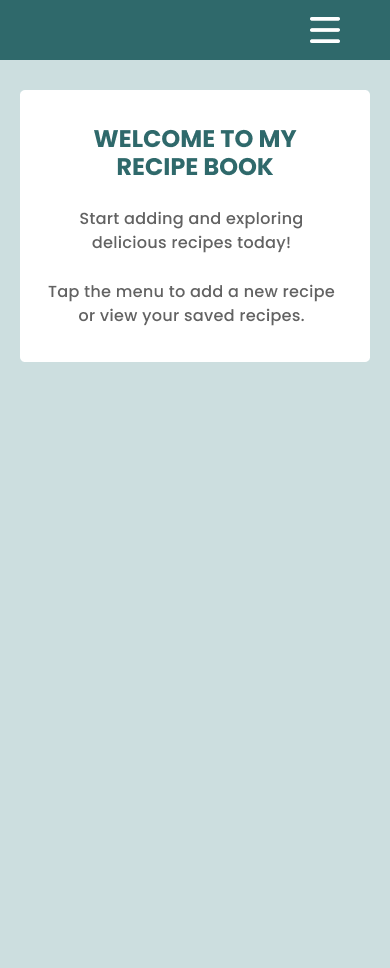 WELCOME TO MY
RECIPE BOOK
Start adding and exploring
delicious recipes today!
Tap the menu to add a new recipe
or view your saved recipes.